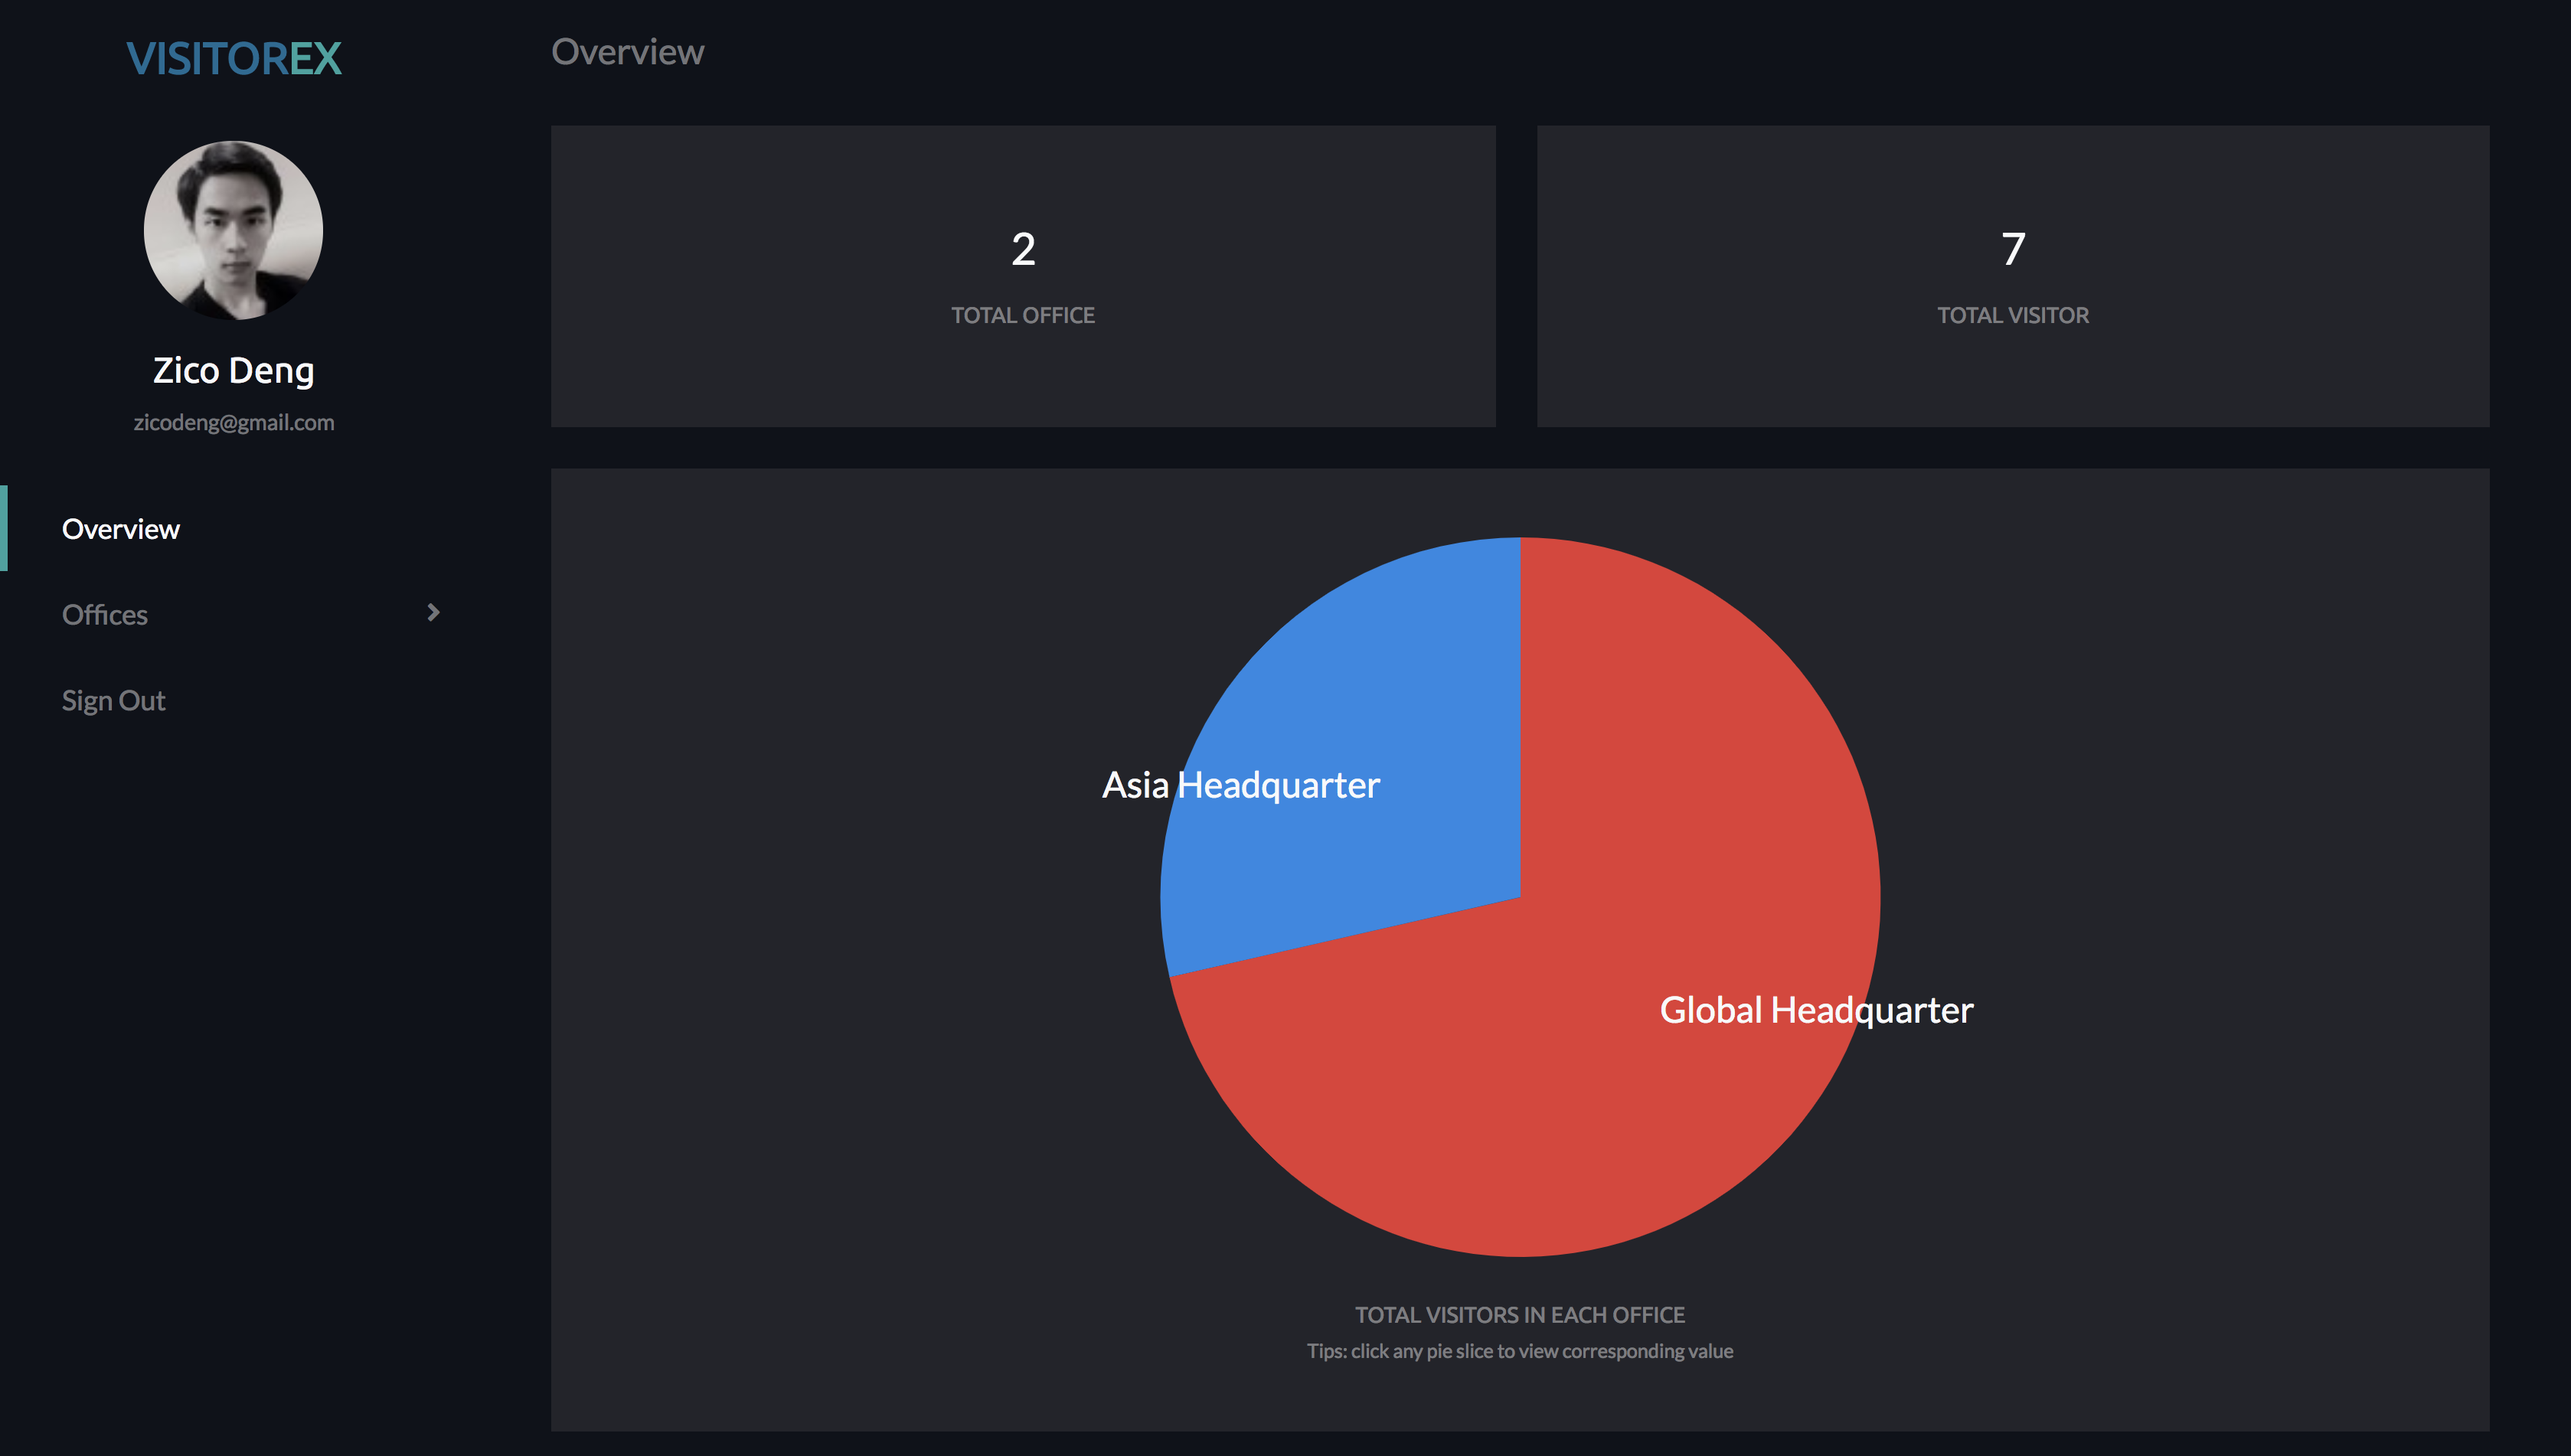 VISITOREX
Zico Deng
zicodeng@gmail.com
Overview
Offices
Sign Out
Overview
2
TOTAL OFFICE
7
TOTAL VISITOR
Asia Headquarter
Global Headquarter
TOTAL VISITORS IN EACH OFFICE
Tips: click any pie slice to view corresponding value